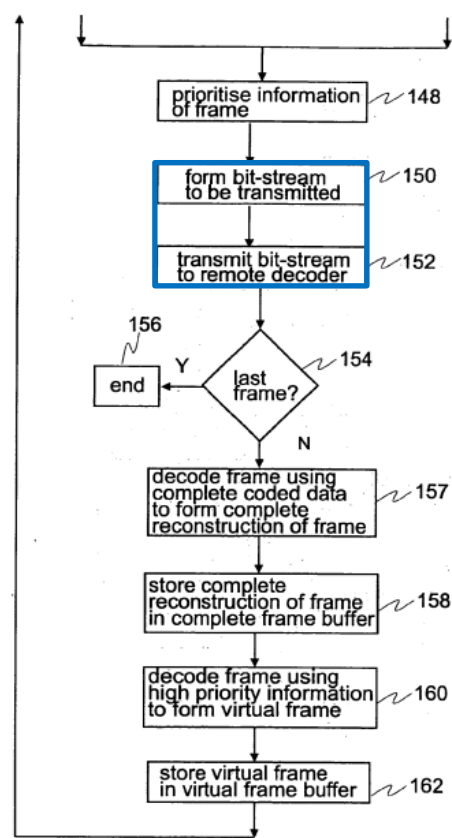 prioritise information
of frame
148
form bit-stream
to be transmitted
150
transmit bit-stream
to remote decoder
152
156
154
Y
end
last
frame?
N
decode frame using
complete coded data
to form complete
reconstruction of frame
157
store complete
reconstruction of frame
in complete frame buffer
158
decode frame using
high priority information
to form virtual frame
160
store virtual frame
in virtual frame buffer
162